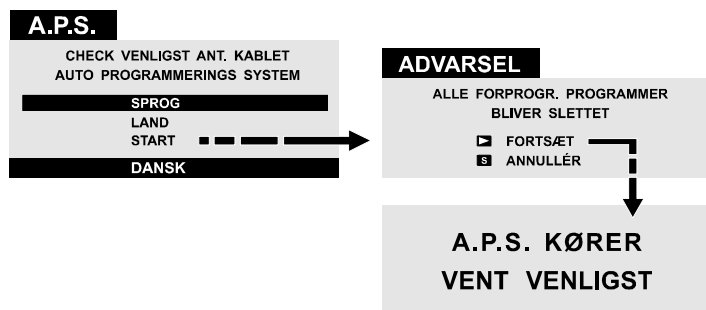 A.P.S.
CHECK VENLIGST ANT. KABLET
AUTO PROGRAMMERINGS SYSTEM
SPROG
LAND
START
DANSK
ADVARSEL
ALLE FORPROGR. PROGRAMMER
BLIVER SLETTET
FORTSÆT
S ANNULLÉR
A.P.S. KØRER
VENT VENLIGST